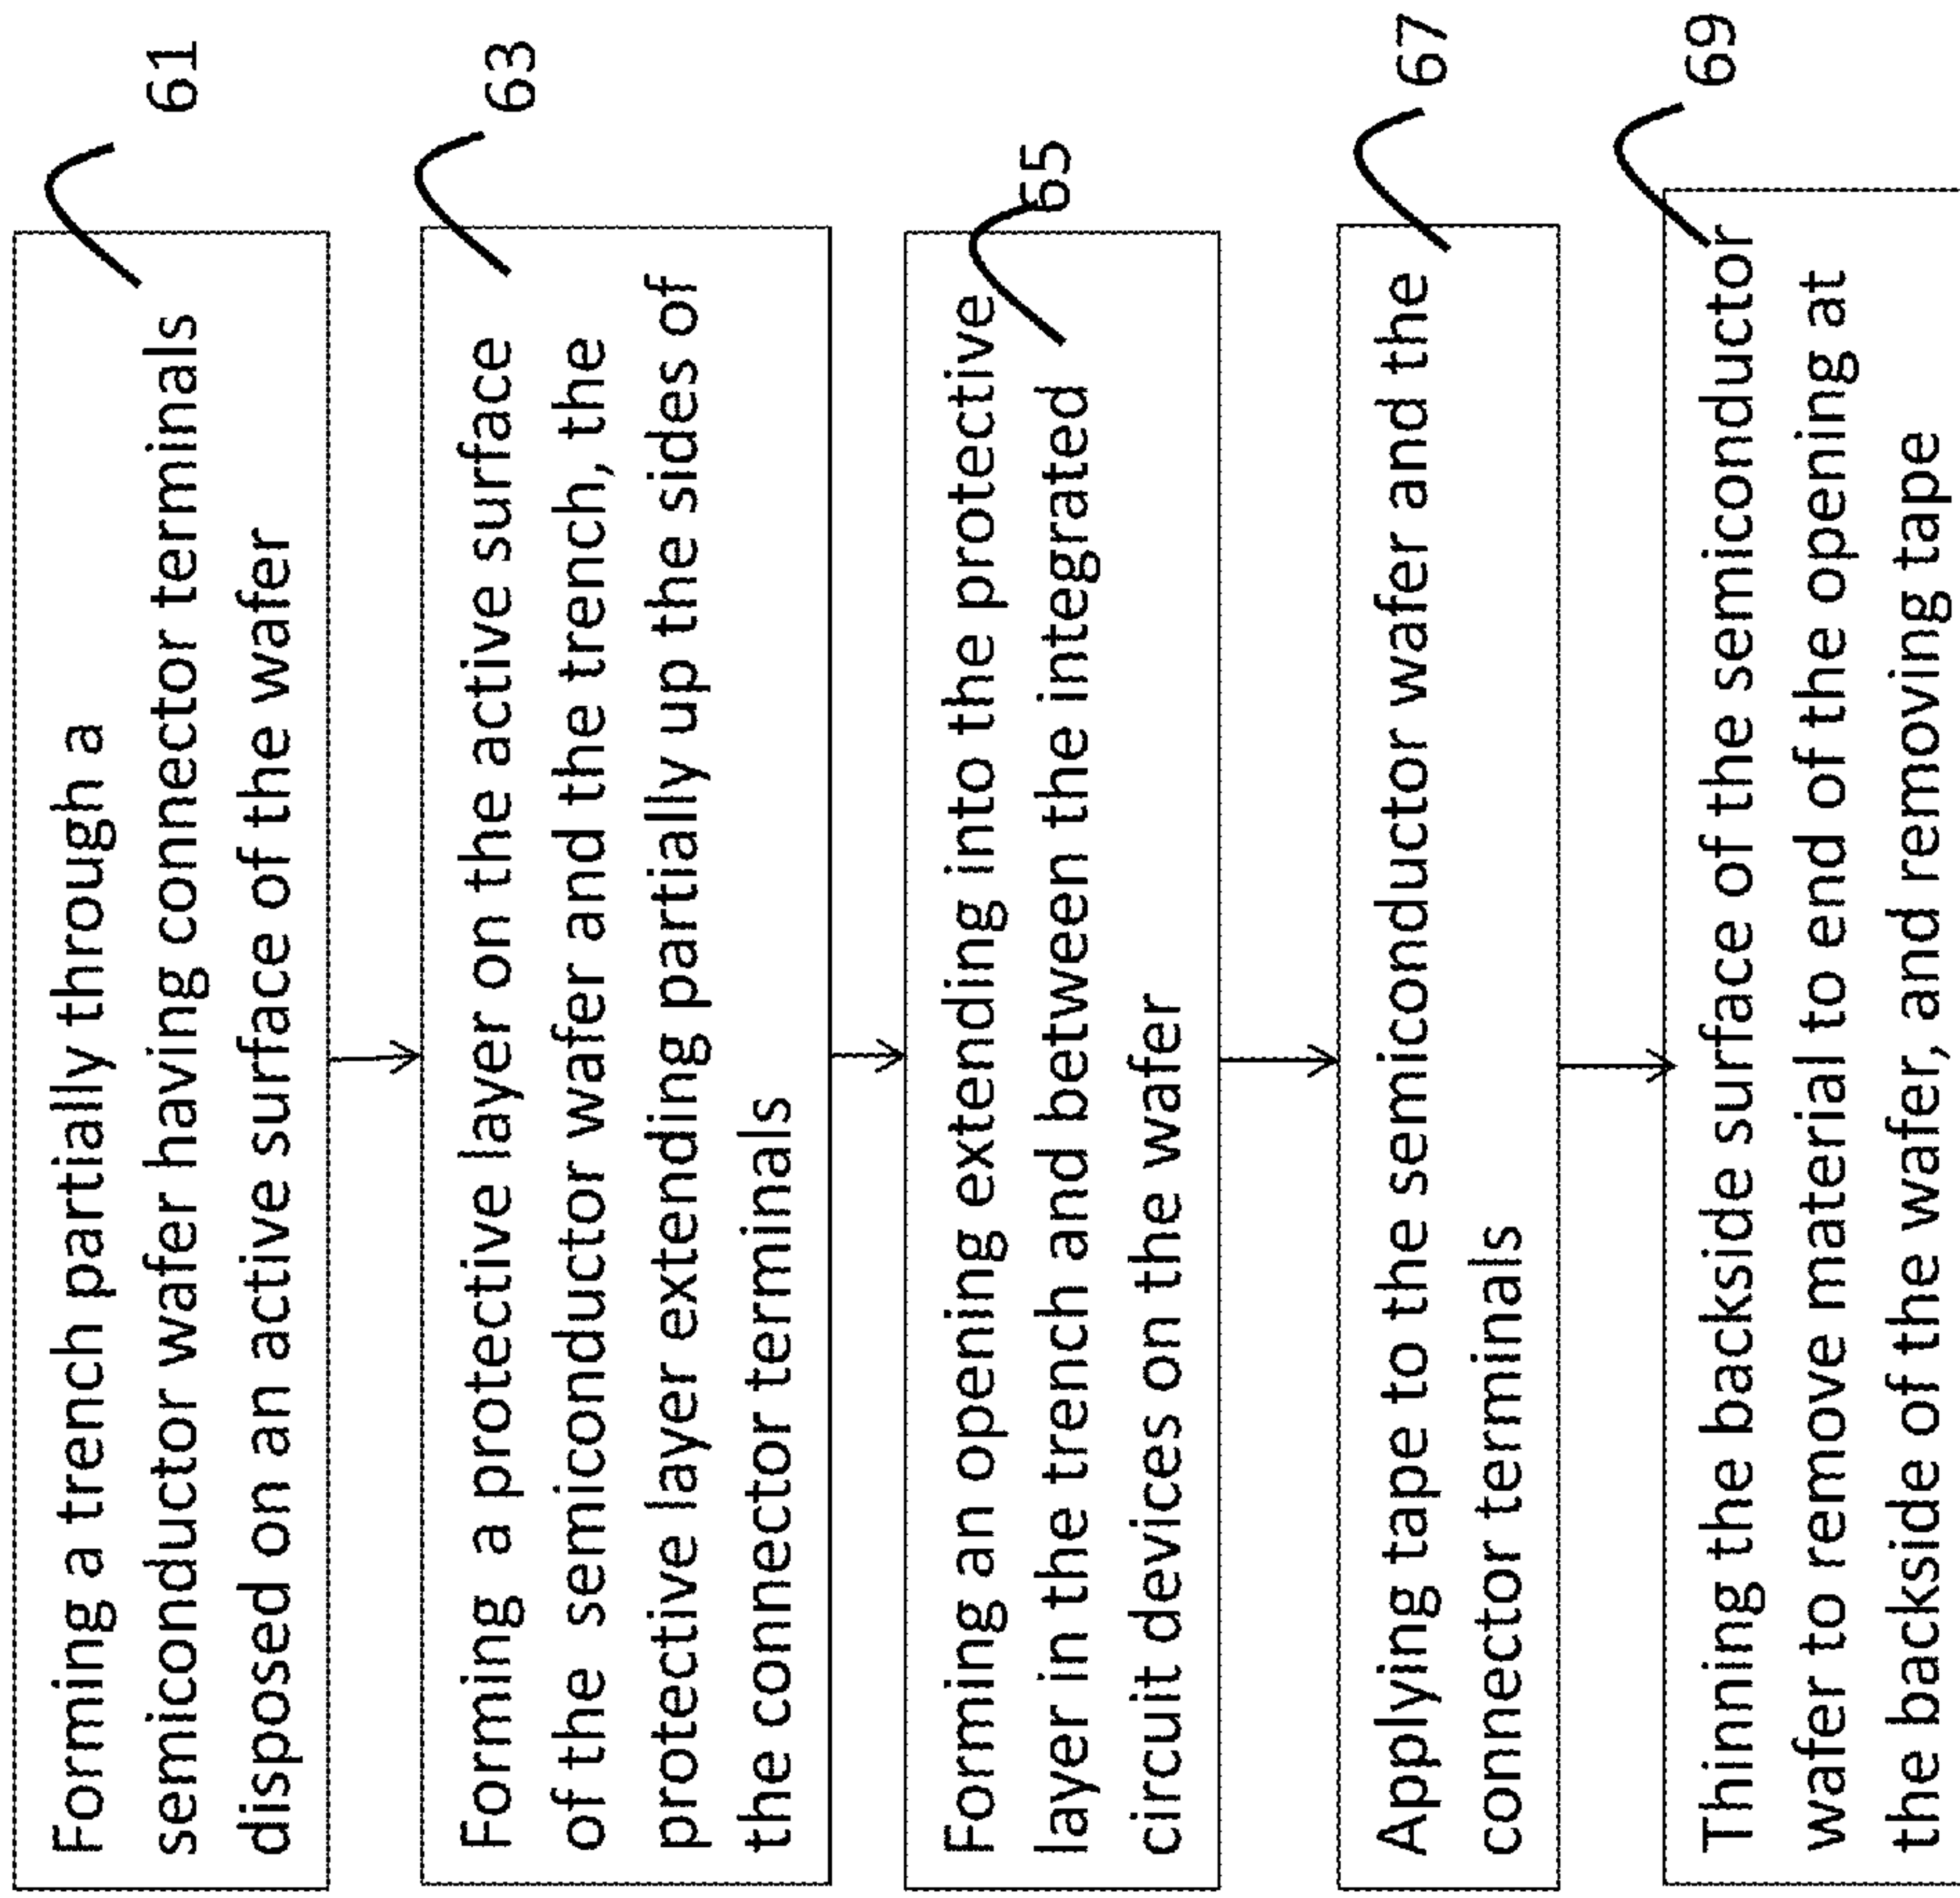 Forming a trench partially through a
semiconductor wafer having connector terminals
disposed on an active surface of the wafer
61
Forming a protective layer on the active surface
of the semiconductor wafer and the trench, the
protective layer extending partially up the sides of
the connector terminals
63
Forming an opening extending into the protective
layer in the trench and between the integrated
circuit devices on the wafer
65
Applying tape to the semiconductor wafer and the
connector terminals
67
Thinning the backside surface of the semiconductor
wafer to remove material to end of the opening at
the backside of the wafer, and removing tape
69